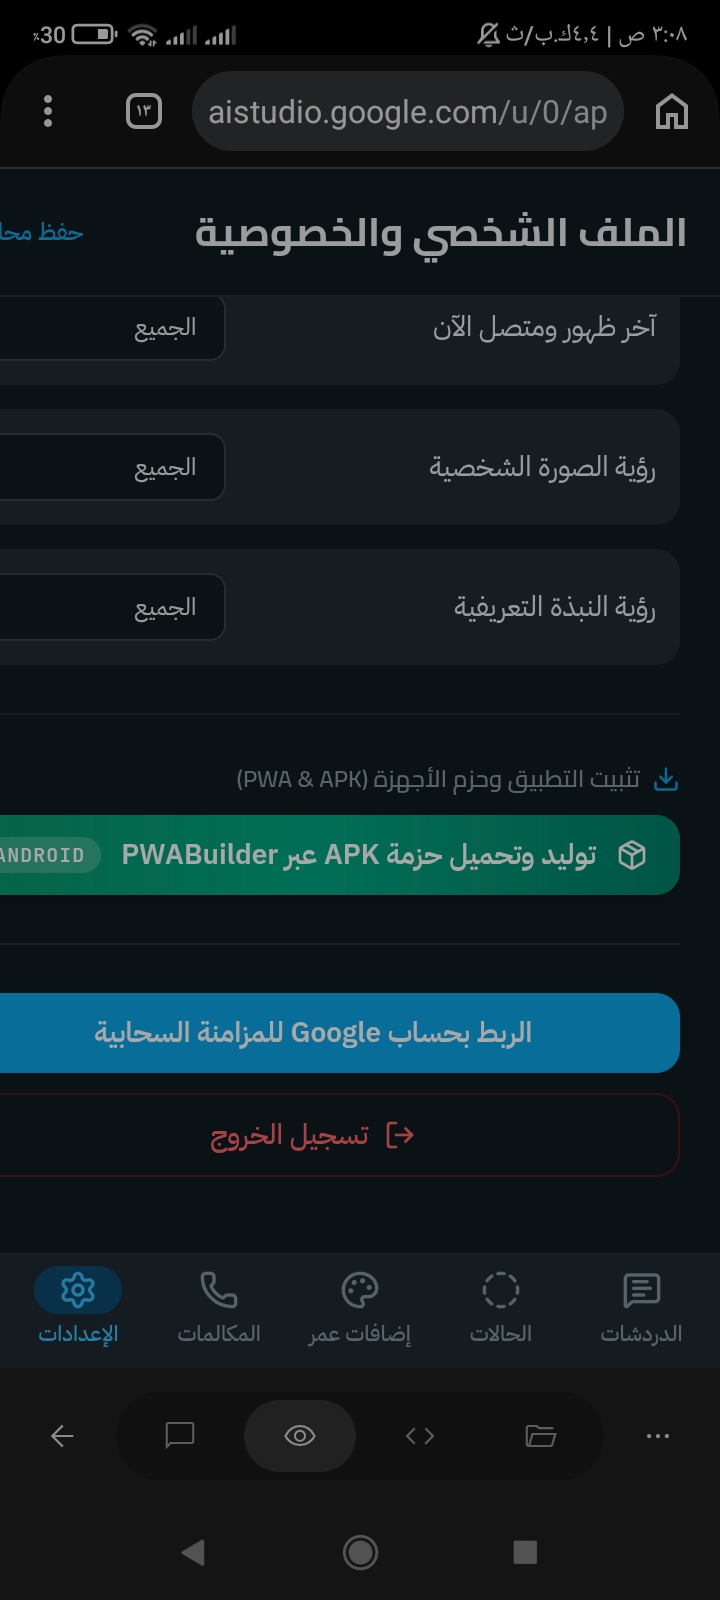 ٣:٠٨ ص | ٤,٤ك.ب/ث
٪30
١٣
aistudio.google.com/u/0/ap
الملف الشخصي والخصوصية
حفظ
آخر ظهور ومتصل الآن
الجميع
رؤية الصورة الشخصية
الجميع
رؤية النبذة التعريفية
الجميع
تثبيت التطبيق وحزم الأجهزة (PWA & APK)
توليد وتحميل حزمة APK عبر PWABuilder
ANDROID
الربط بحساب Google للمزامنة السحابية
تسجيل الخروج
الدردشات
الحالات
إضافات عمر
المكالمات
الإعدادات